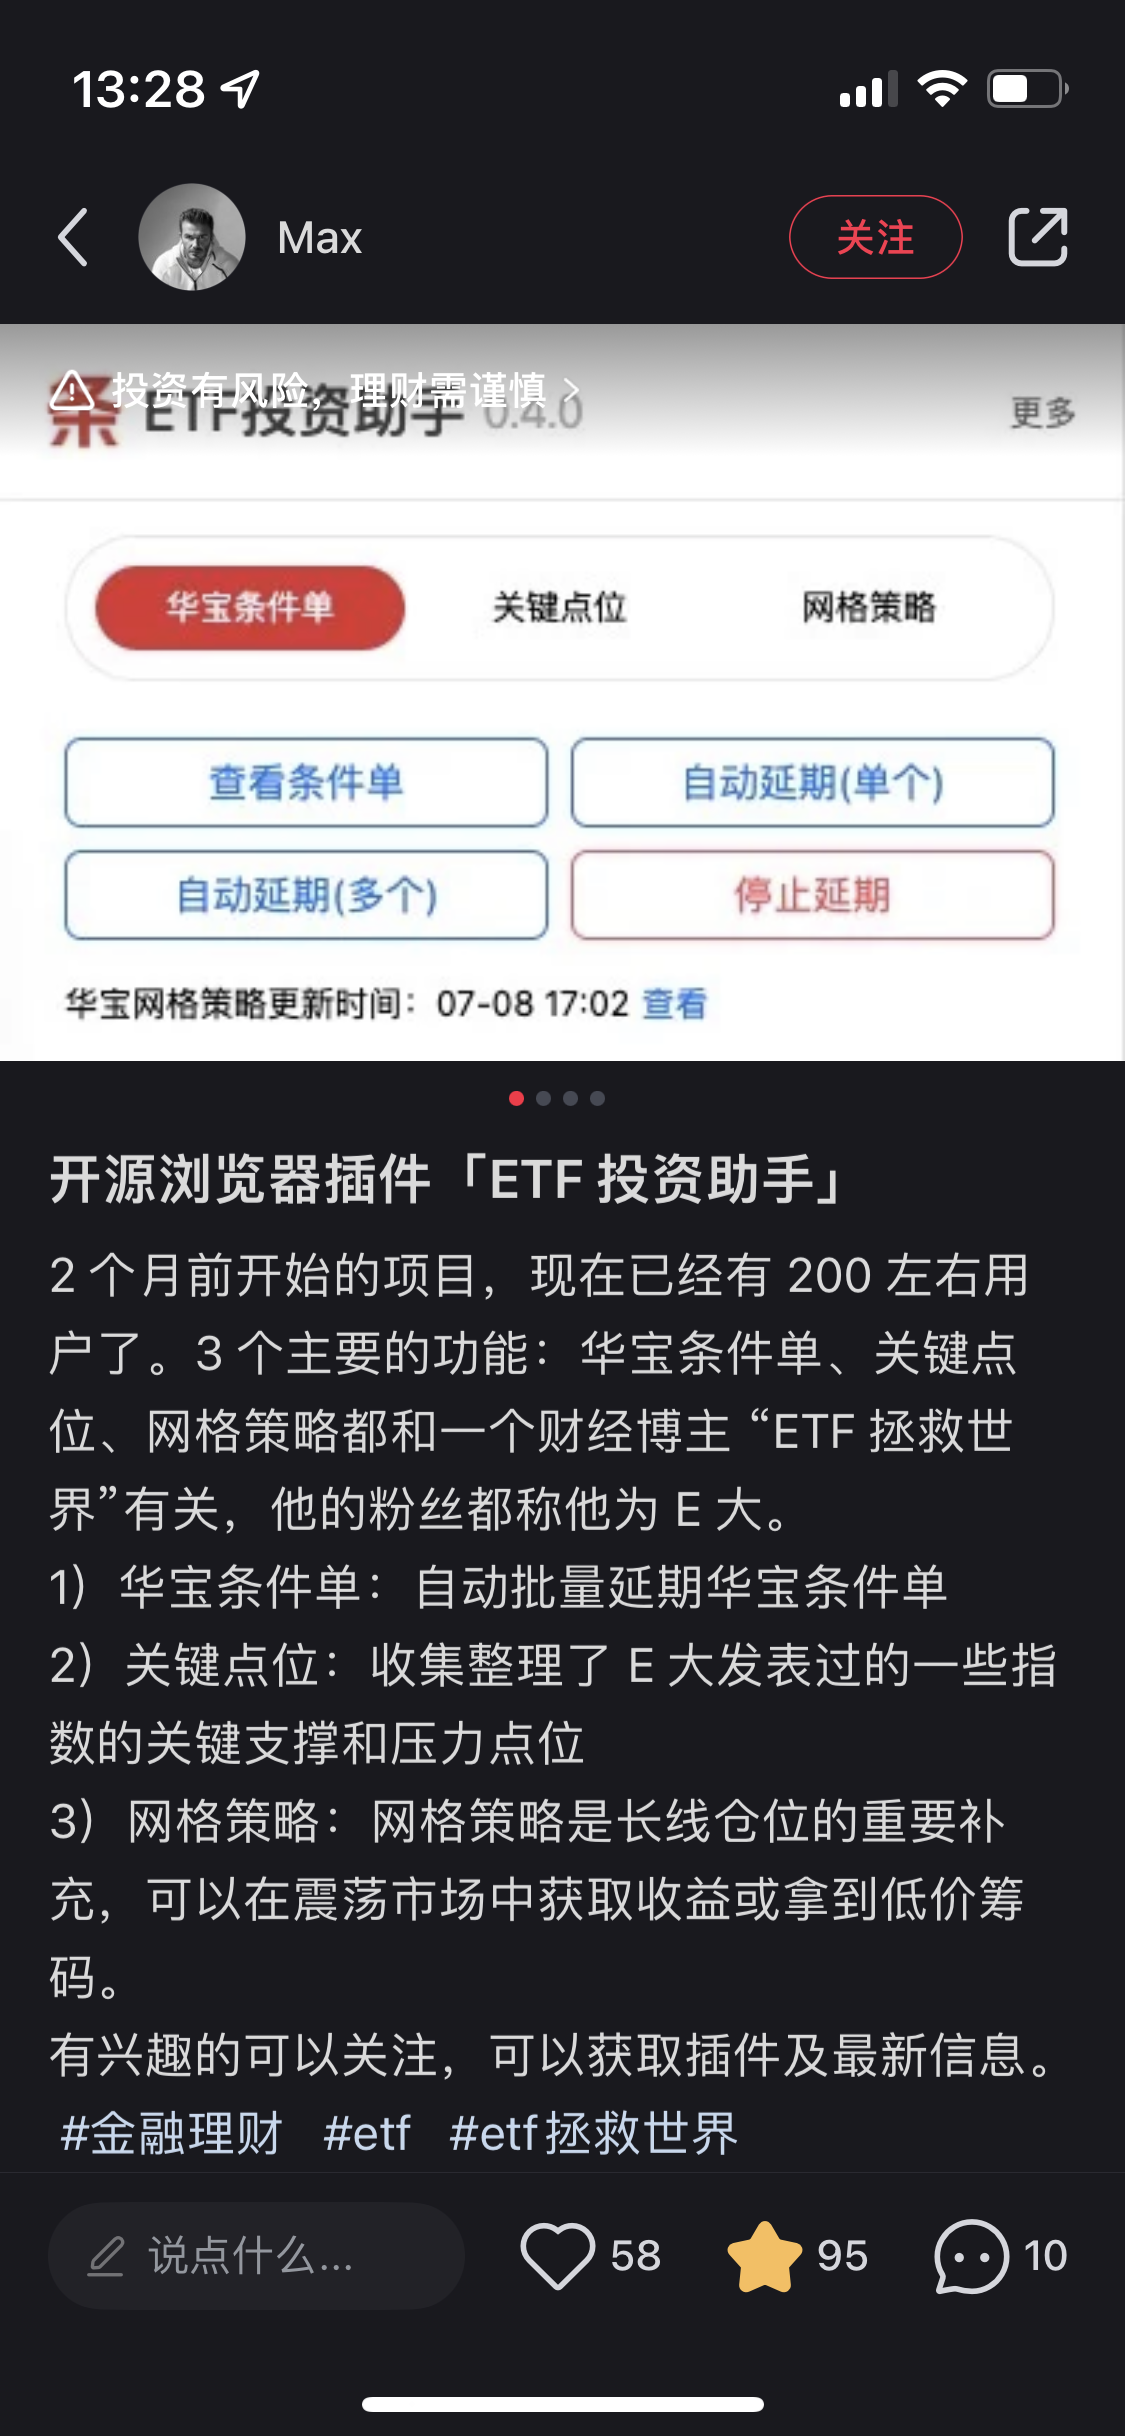 13:28
Max
关注
投资有风险，理财需谨慎
条 ETF投资助手 0.4.0
更多
华宝条件单 关键点位 网格策略
查看条件单 自动延期(单个)
自动延期(多个) 停止延期
华宝网格策略更新时间：07-08 17:02 查看
开源浏览器插件「ETF 投资助手」
2 个月前开始的项目，现在已经有 200 左右用
户了。3 个主要的功能：华宝条件单、关键点
位、网格策略都和一个财经博主 “ETF 拯救世
界”有关，他的粉丝都称他为 E 大。
1）华宝条件单：自动批量延期华宝条件单
2）关键点位：收集整理了 E 大发表过的一些指
数的关键支撑和压力点位
3）网格策略：网格策略是长线仓位的重要补
充，可以在震荡市场中获取收益或拿到低价筹
码。
有兴趣的可以关注，可以获取插件及最新信息。
#金融理财 #etf #etf拯救世界
说点什么... 58 95 10